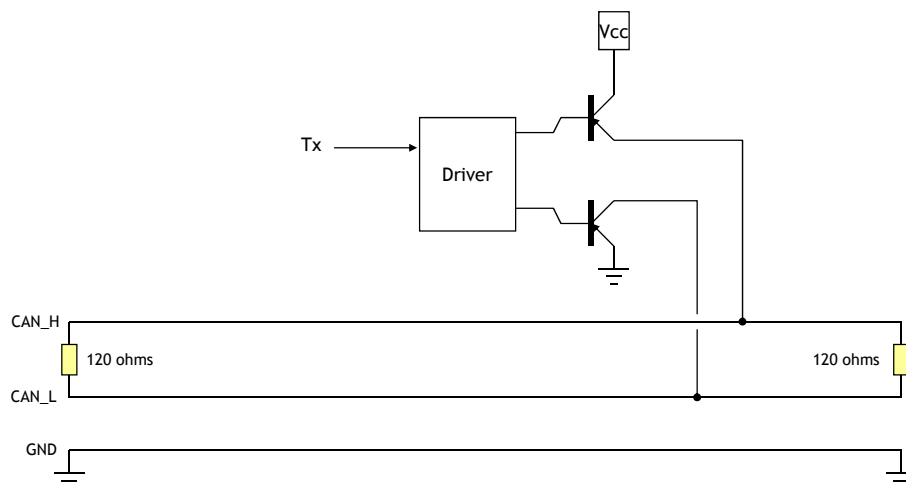 Vcc
Tx
Driver
CAN_H
120 ohms
120 ohms
CAN_L
GND